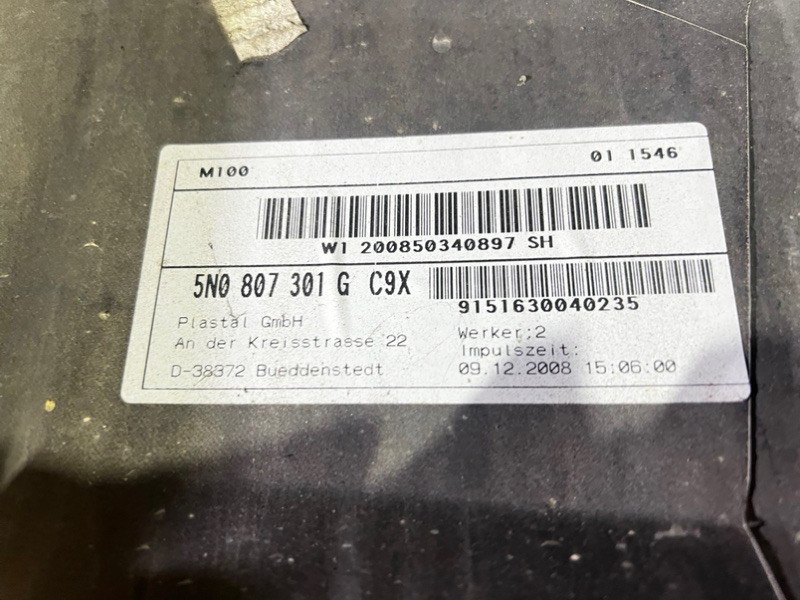 M100
01 1546
W1 200850340897 SH
5N0 807 301 G C9X
9151630040235
Plastal GmbH
An der Kreisstrasse 22
D-38372 Bueddenstedt
Werker:2
Impulszeit:
09.12.2008 15:06:00